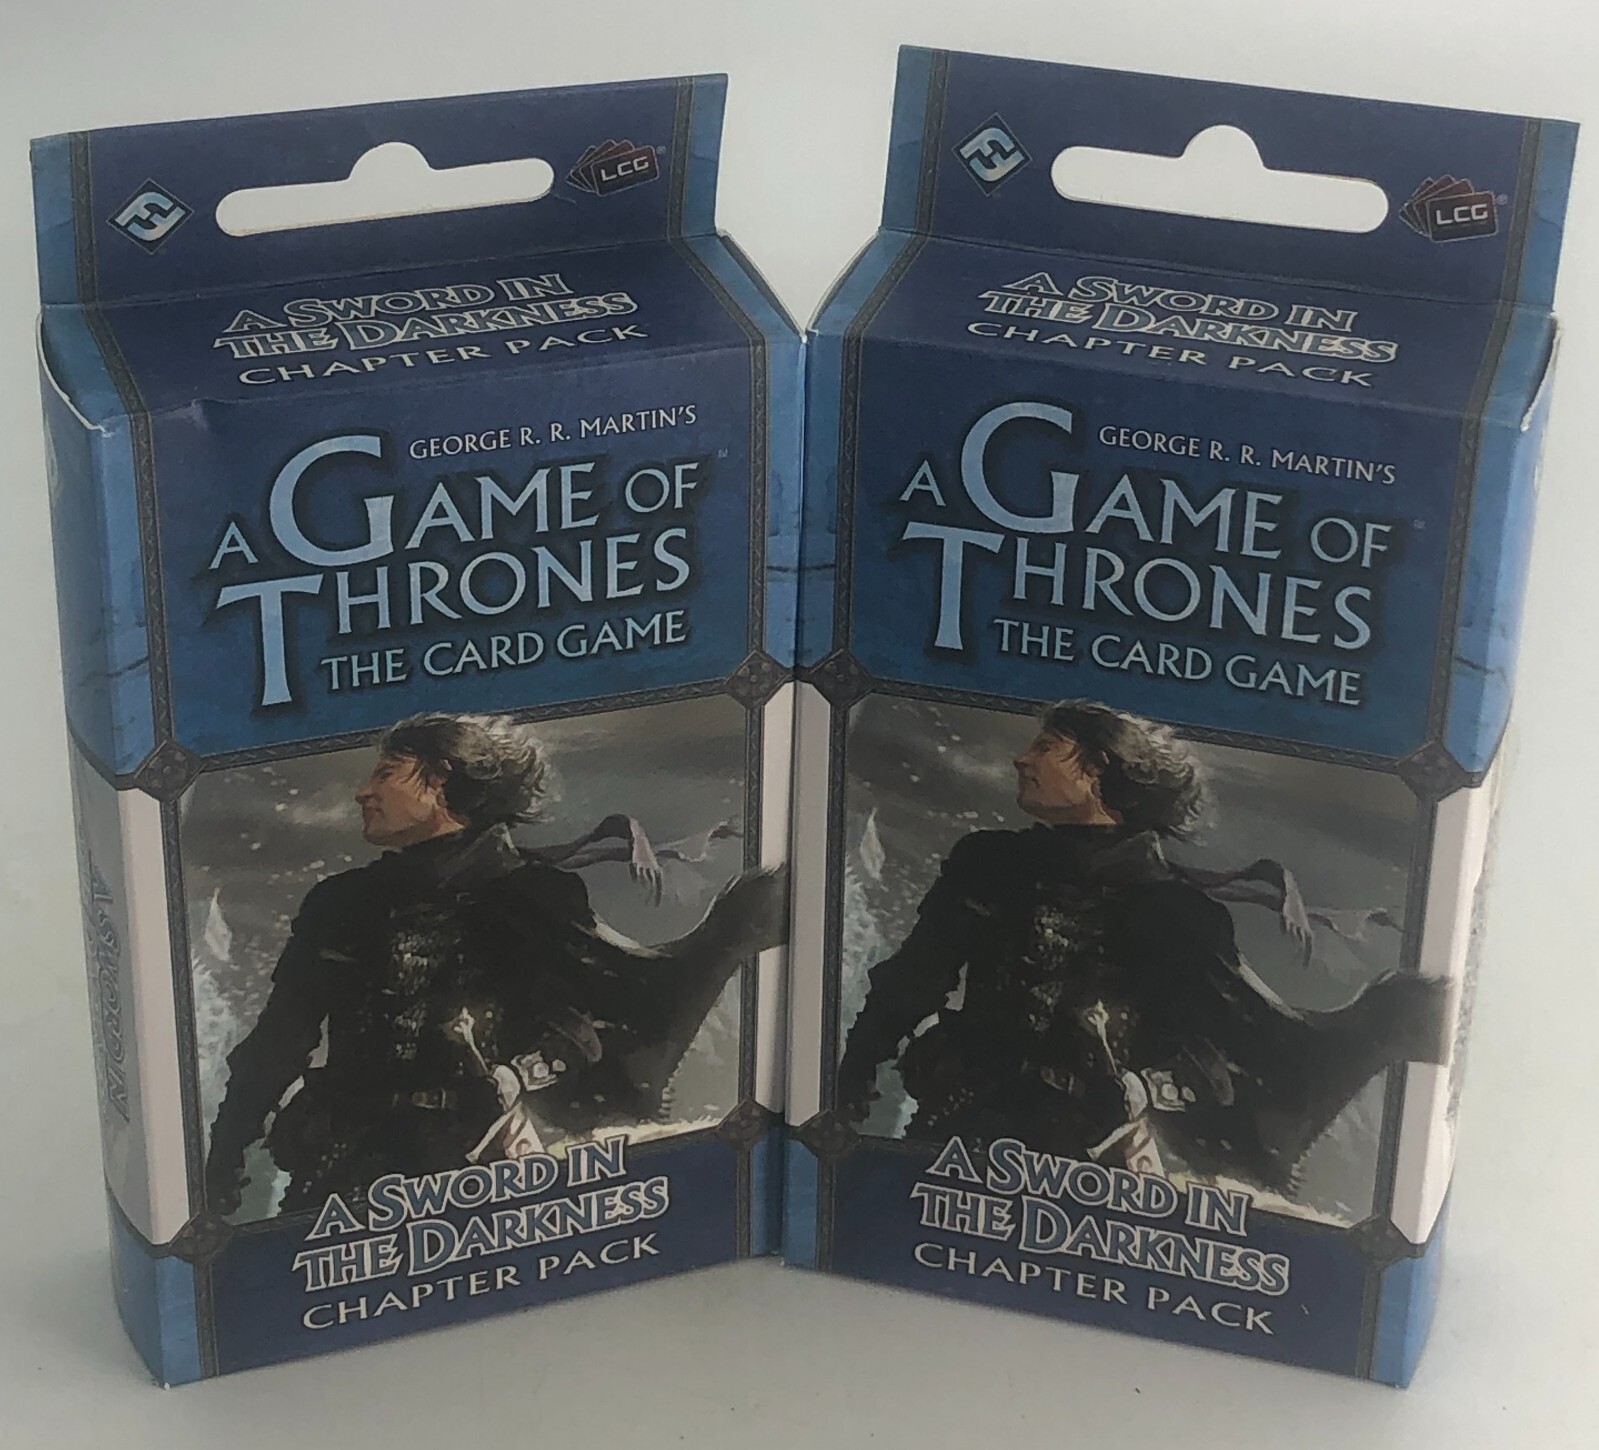 LCG
A SWORD IN
THE DARKNESS
CHAPTER PACK
GEORGE R. R. MARTIN'S
A GAME OF
THRONES
THE CARD GAME
A SWORD IN
THE DARKNESS
CHAPTER PACK
A SWORD IN
LCG
A SWORD IN
THE DARKNESS
CHAPTER PACK
GEORGE R. R. MARTIN'S
A GAME OF
THRONES
THE CARD GAME
A SWORD IN
THE DARKNESS
CHAPTER PACK